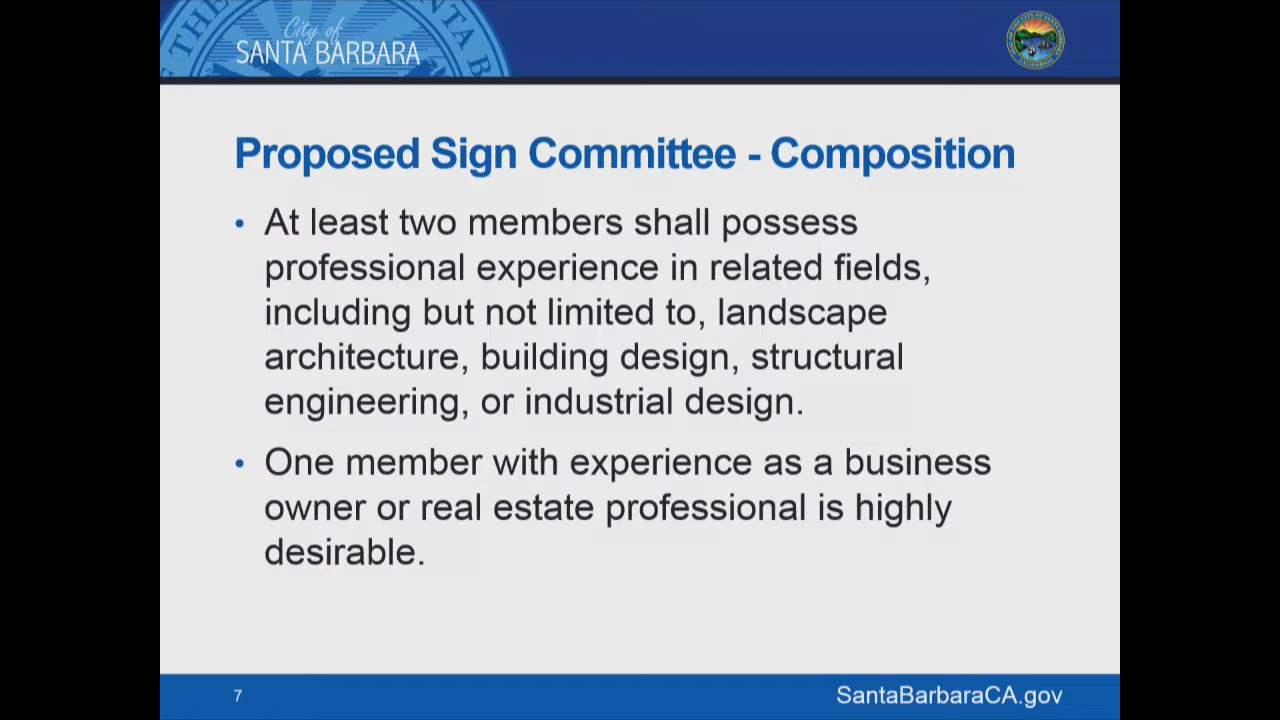 City of
SANTA BARBARA
Proposed Sign Committee - Composition
• At least two members shall possess
professional experience in related fields,
including but not limited to, landscape
architecture, building design, structural
engineering, or industrial design.
• One member with experience as a business
owner or real estate professional is highly
desirable.
7
SantaBarbaraCA.gov